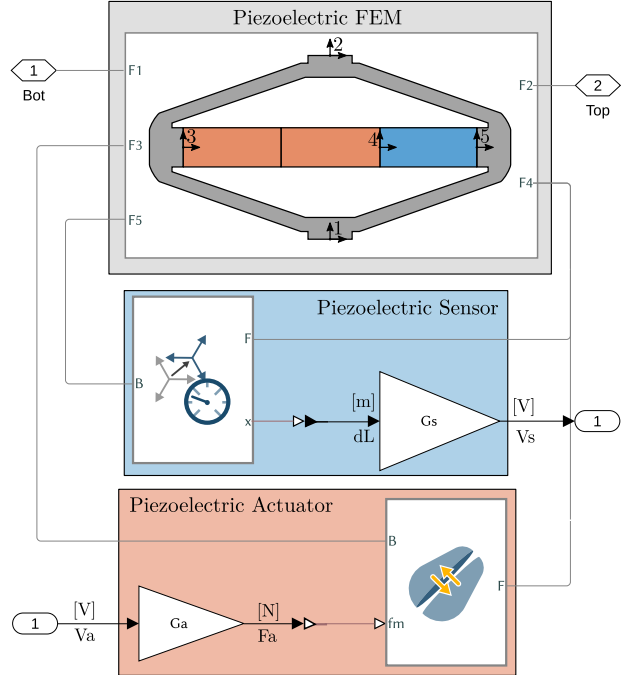 Piezoelectric FEM
1
Bot
F1
F2
2
Top
2
3
4
5
F3
F4
F5
1
Piezoelectric Sensor
F
B
x
[m]
dL
Gs
[V]
Vs
1
Piezoelectric Actuator
B
F
1
[V]
Va
Ga
[N]
Fa
fm